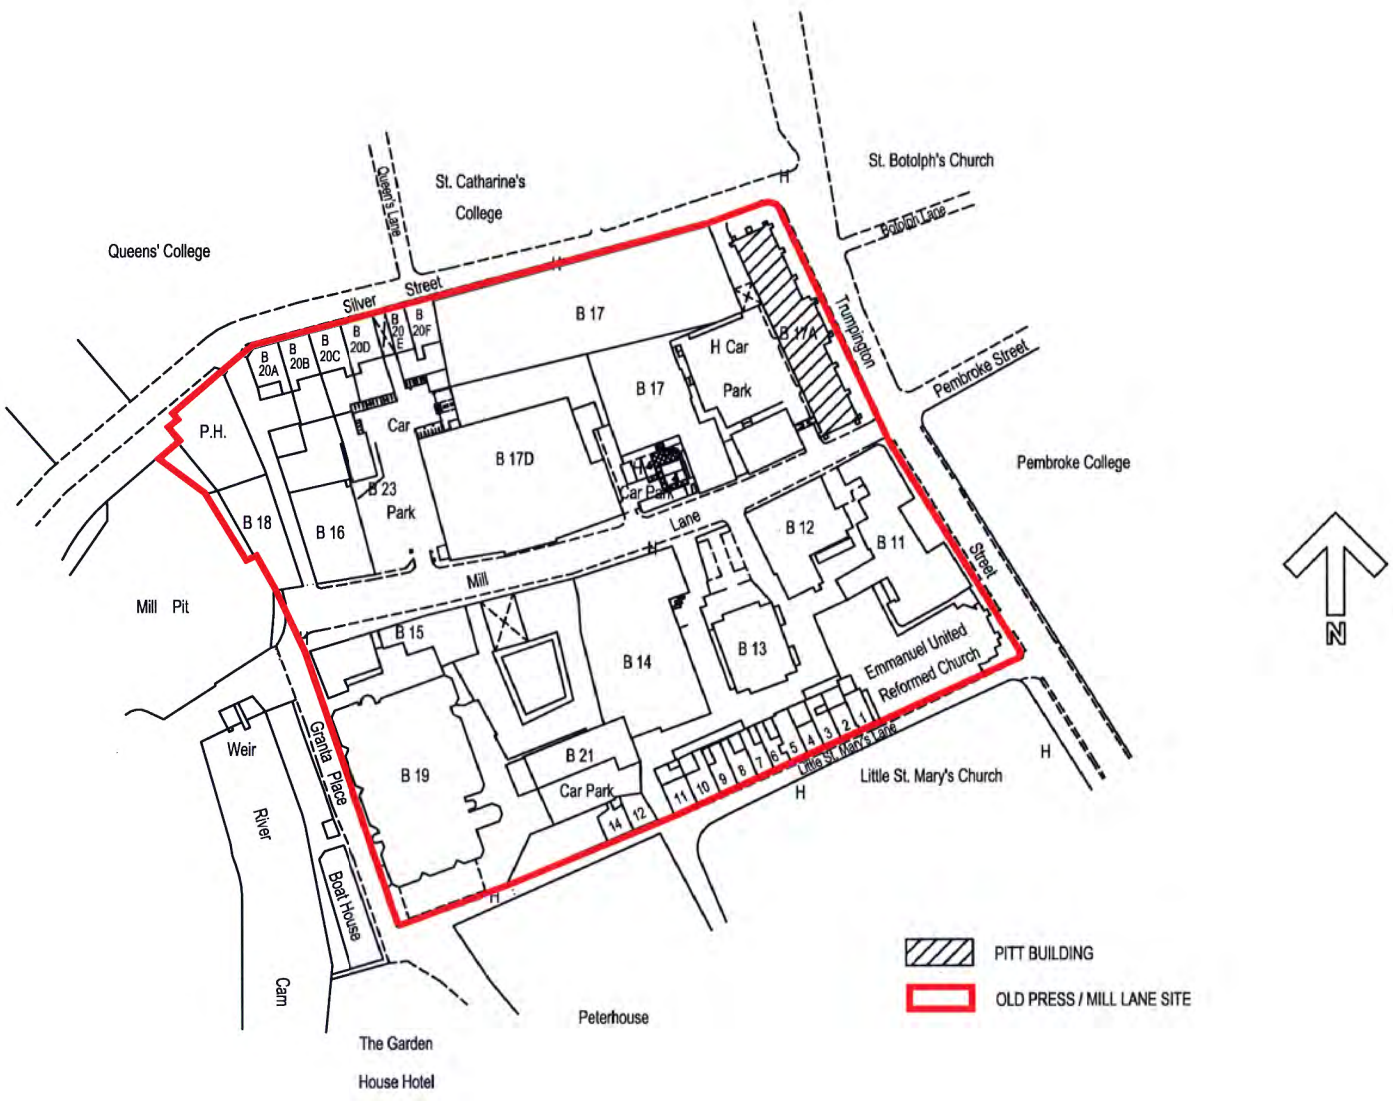 St. Botolph's Church
St. Catharine's
College
Queen's Lane
Botolph Lane
Queens' College
H
H
Silver
Street
B 17
B 17A
Trumpington
B
20A
B
20B
B
20C
B
20D
B
20
E
B
20F
H Car
Park
Pembroke Street
B 17
P.H.
Car
B 17D
Pembroke College
H
Car Park
B 23
Park
B 18
B 16
Lane
B 12
B 11
Street
H
Mill
Mill Pit
N
B 15
B 14
B 13
Emmanuel United
Reformed Church
Weir
Granta Place
B 19
B 21
Car Park
14
12
11
10
9
8
7
6
5
4
3
2
1
Little St. Mary's Lane
H
Little St. Mary's Church
H
River
Boat House
H
PITT BUILDING
Cam
OLD PRESS / MILL LANE SITE
Peterhouse
The Garden
House Hotel